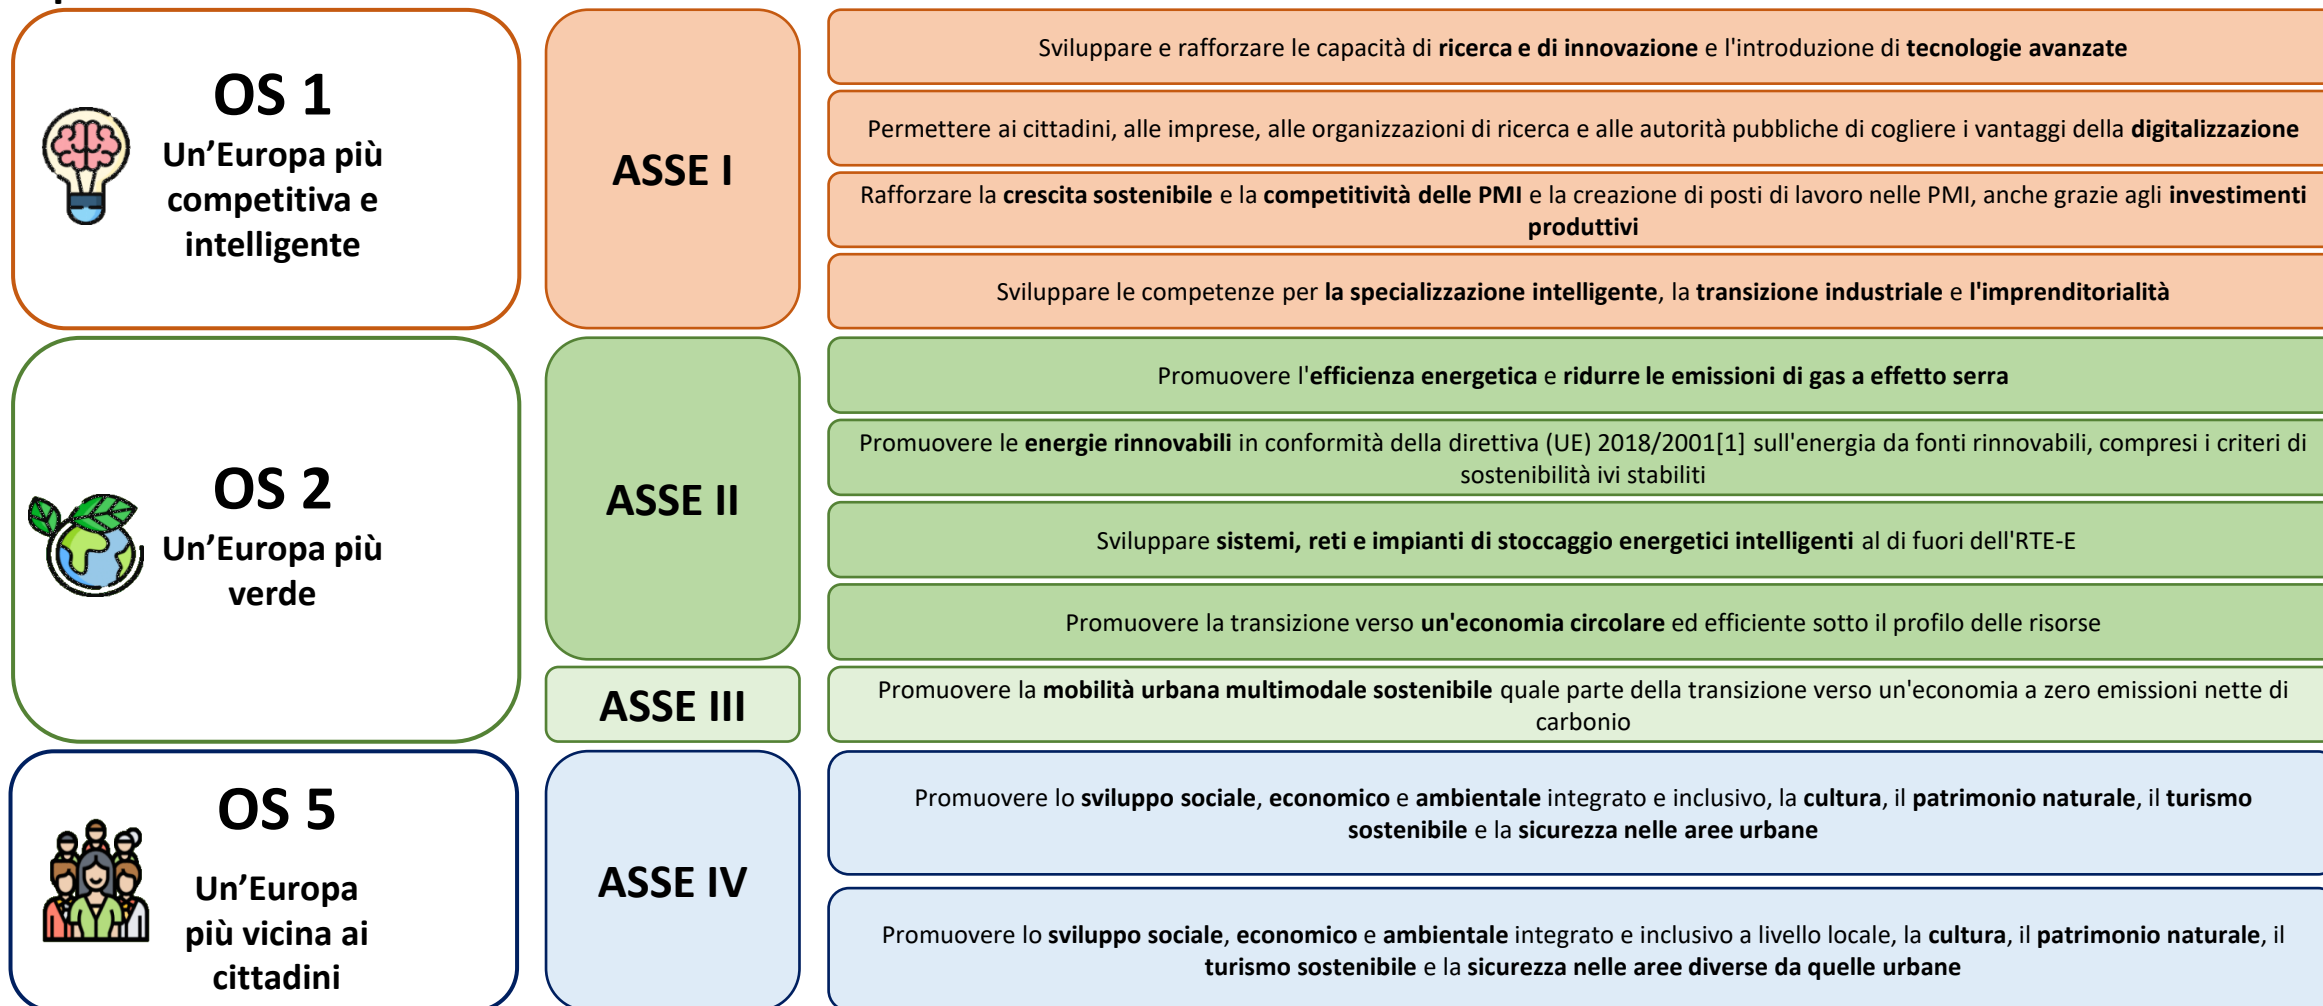 OS 1
Un’Europa più
competitiva e
intelligente
ASSE I
Sviluppare e rafforzare le capacità di ricerca e di innovazione e l'introduzione di tecnologie avanzate
Permettere ai cittadini, alle imprese, alle organizzazioni di ricerca e alle autorità pubbliche di cogliere i vantaggi della digitalizzazione
Rafforzare la crescita sostenibile e la competitività delle PMI e la creazione di posti di lavoro nelle PMI, anche grazie agli investimenti
produttivi
Sviluppare le competenze per la specializzazione intelligente, la transizione industriale e l'imprenditorialità
OS 2
Un’Europa più
verde
ASSE II
Promuovere l'efficienza energetica e ridurre le emissioni di gas a effetto serra
Promuovere le energie rinnovabili in conformità della direttiva (UE) 2018/2001[1] sull'energia da fonti rinnovabili, compresi i criteri di
sostenibilità ivi stabiliti
Sviluppare sistemi, reti e impianti di stoccaggio energetici intelligenti al di fuori dell'RTE-E
Promuovere la transizione verso un'economia circolare ed efficiente sotto il profilo delle risorse
ASSE III
Promuovere la mobilità urbana multimodale sostenibile quale parte della transizione verso un'economia a zero emissioni nette di
carbonio
OS 5
Un’Europa
più vicina ai
cittadini
ASSE IV
Promuovere lo sviluppo sociale, economico e ambientale integrato e inclusivo, la cultura, il patrimonio naturale, il turismo
sostenibile e la sicurezza nelle aree urbane
Promuovere lo sviluppo sociale, economico e ambientale integrato e inclusivo a livello locale, la cultura, il patrimonio naturale, il
turismo sostenibile e la sicurezza nelle aree diverse da quelle urbane